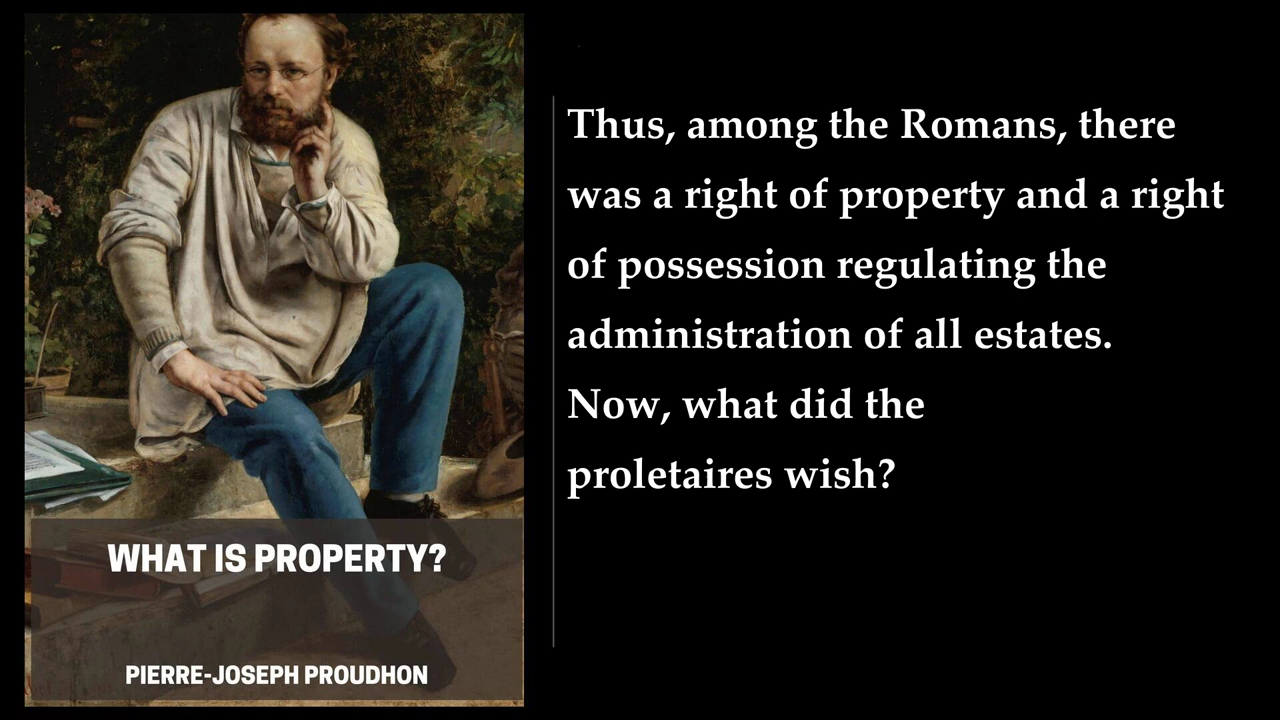 Thus, among the Romans, there
was a right of property and a right
of possession regulating the
administration of all estates.
Now, what did the
proletaires wish?
WHAT IS PROPERTY?
PIERRE-JOSEPH PROUDHON